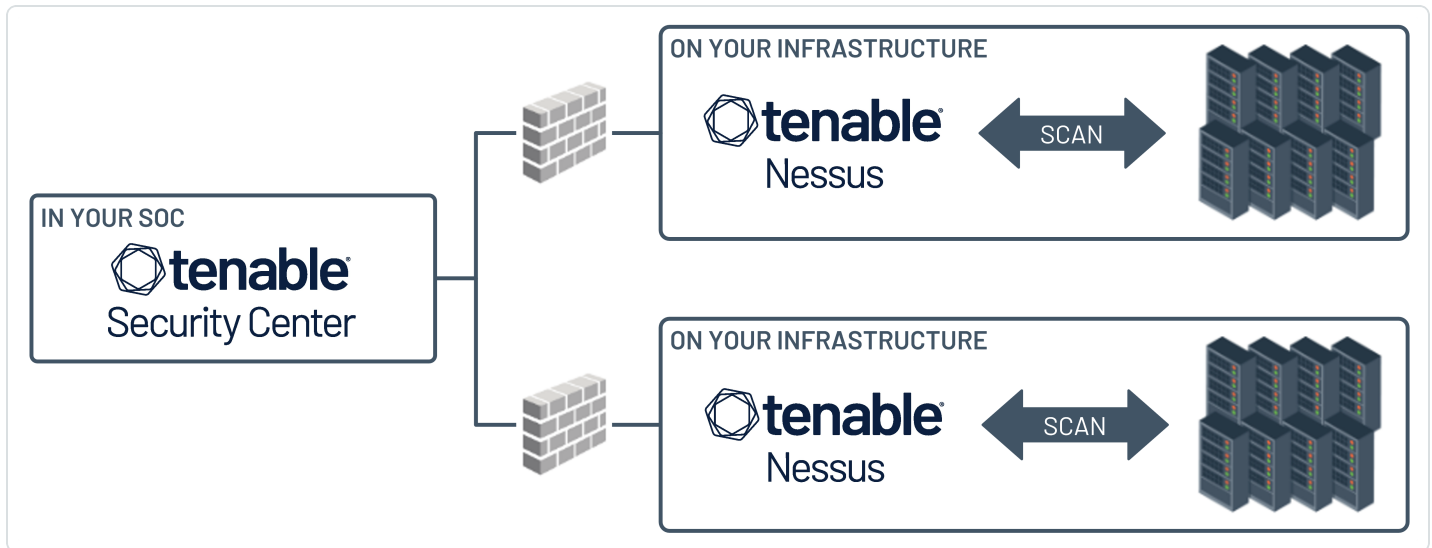 IN YOUR SOC
tenable®
Security Center
ON YOUR INFRASTRUCTURE
tenable®
Nessus
SCAN
ON YOUR INFRASTRUCTURE
tenable®
Nessus
SCAN